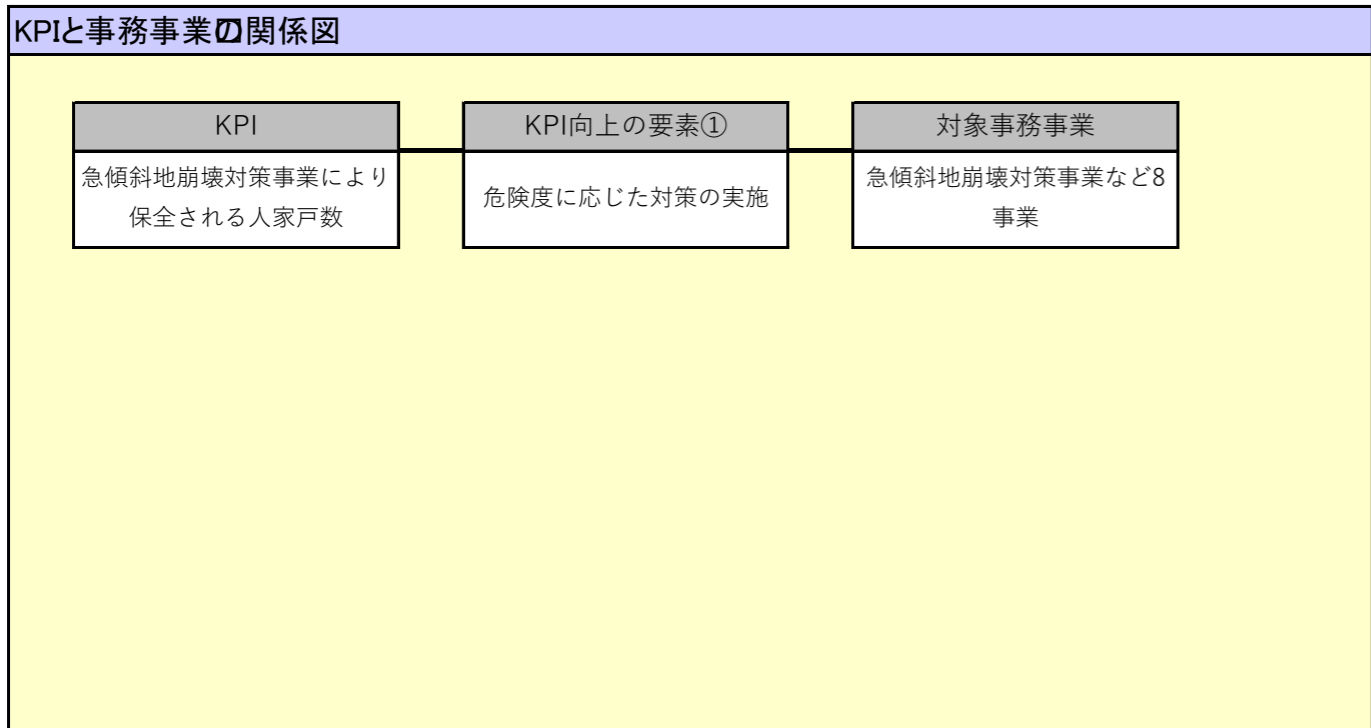 KPIと事務事業の関係図
KPI
急傾斜地崩壊対策事業により
保全される人家戸数
KPI向上の要素①
危険度に応じた対策の実施
対象事務事業
急傾斜地崩壊対策事業など8
事業